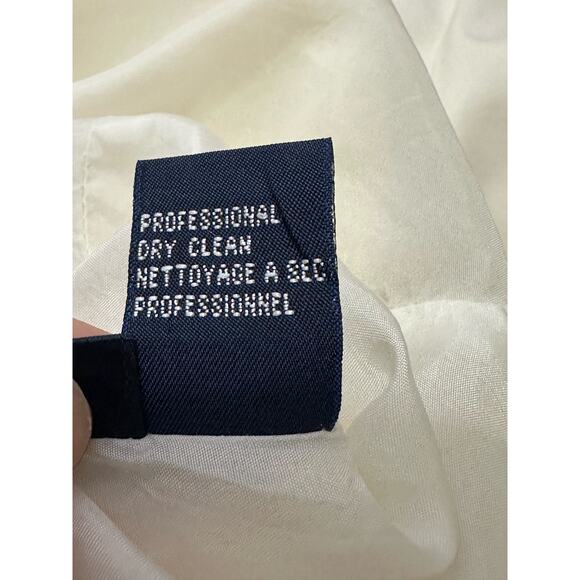 PROFESSIONAL
DRY CLEAN
NETTOYAGE A SEC
PROFESSIONNEL